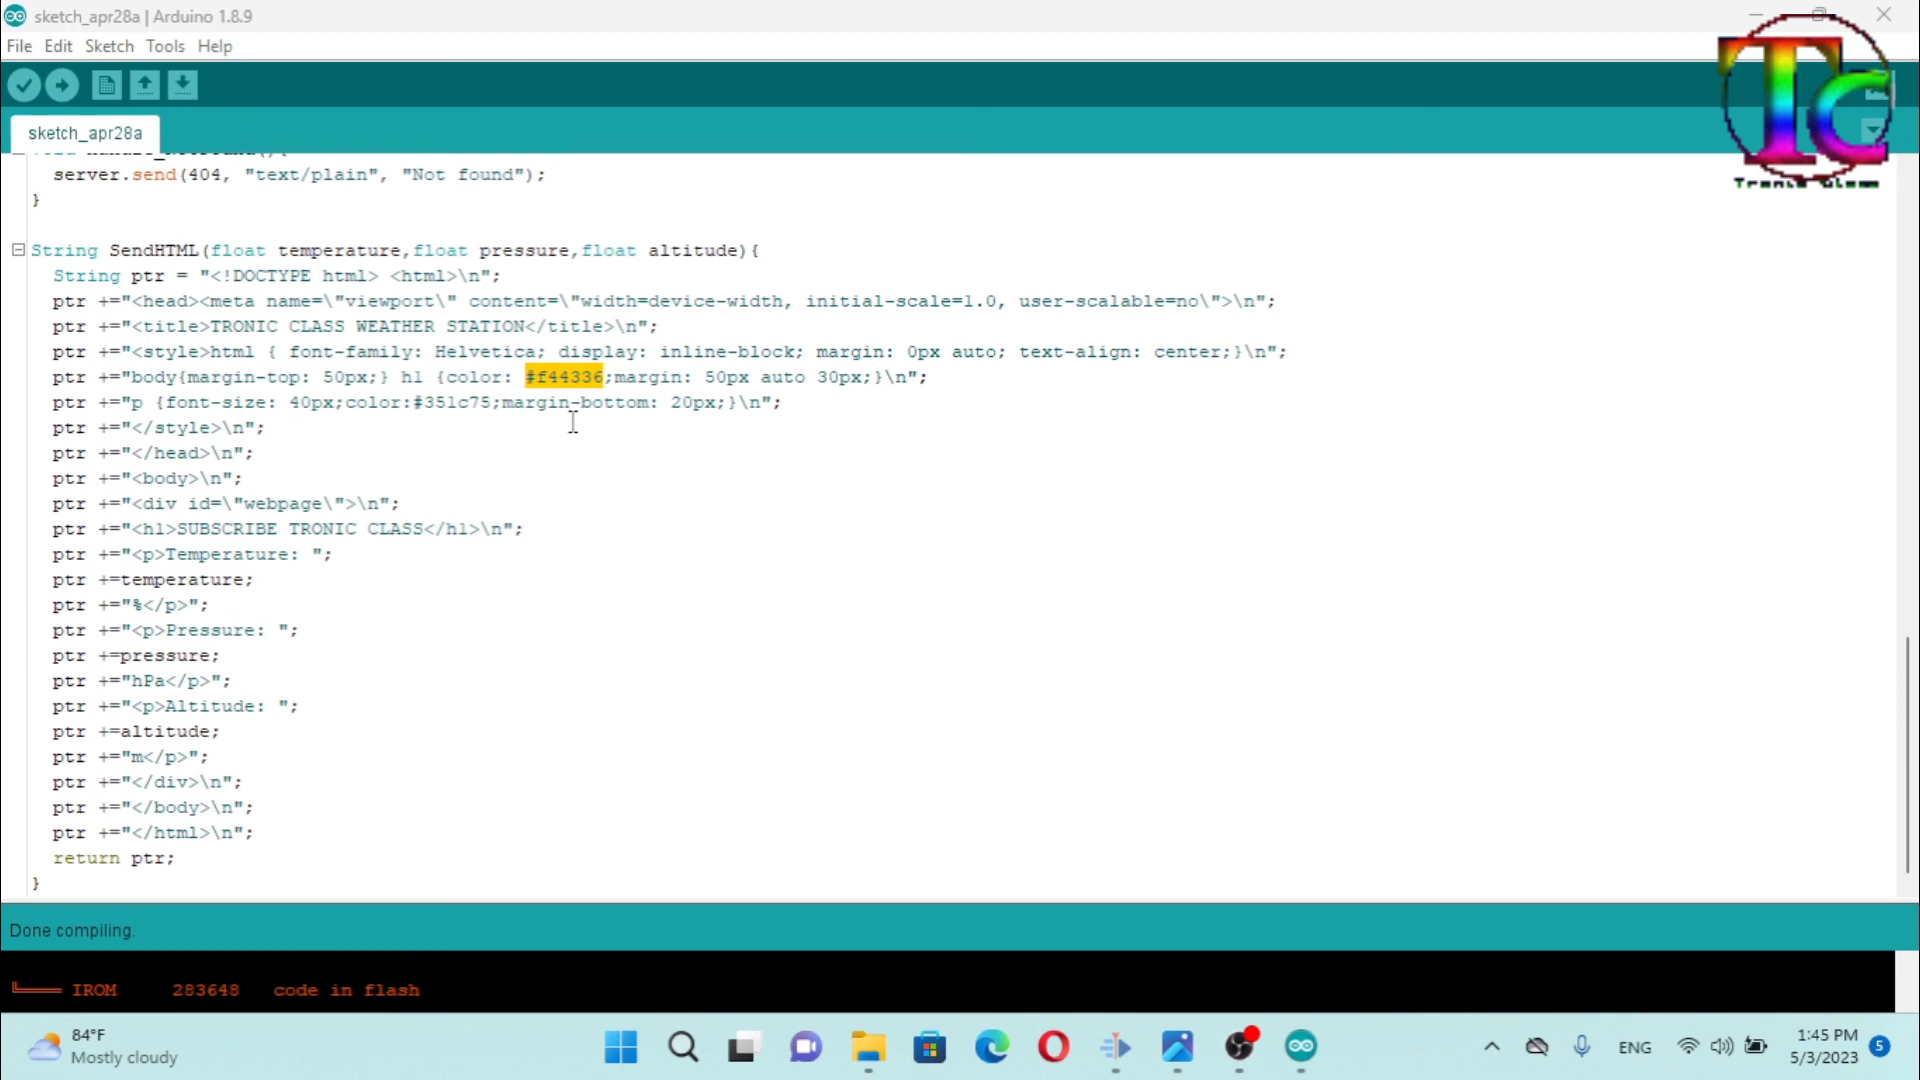 sketch_apr28a | Arduino 1.8.9
File Edit Sketch Tools Help
sketch_apr28a
server.send(404, "text/plain", "Not found");
}
String SendHTML(float temperature,float pressure,float altitude){
String ptr = "<!DOCTYPE html> <html>\n";
ptr +="<head><meta name=\"viewport\" content=\"width=device-width, initial-scale=1.0, user-scalable=no\">\n";
ptr +="<title>TRONIC CLASS WEATHER STATION</title>\n";
ptr +="<style>html { font-family: Helvetica; display: inline-block; margin: 0px auto; text-align: center;}\n";
ptr +="body{margin-top: 50px;} h1 {color: #f44336;margin: 50px auto 30px;}\n";
ptr +="p {font-size: 40px;color:#351c75;margin-bottom: 20px;}\n";
ptr +="</style>\n";
ptr +="</head>\n";
ptr +="<body>\n";
ptr +="<div id=\"webpage\">\n";
ptr +="<h1>SUBSCRIBE TRONIC CLASS</h1>\n";
ptr +="<p>Temperature: ";
ptr +=temperature;
ptr +="%</p>";
ptr +="<p>Pressure: ";
ptr +=pressure;
ptr +="hPa</p>";
ptr +="<p>Altitude: ";
ptr +=altitude;
ptr +="m</p>";
ptr +="</div>\n";
ptr +="</body>\n";
ptr +="</html>\n";
return ptr;
}
Done compiling.
IROM 283648 code in flash
84°F
Mostly cloudy
ENG
1:45 PM
5/3/2023
5
Tc
Tronic Class